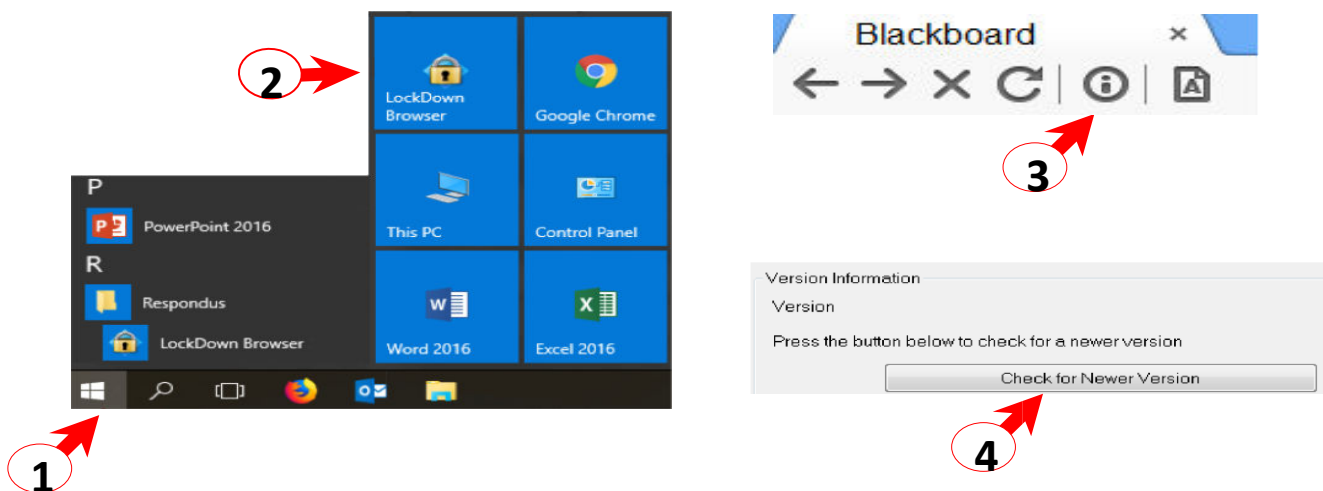 2
LockDown
Browser
Google Chrome
P
PowerPoint 2016
This PC
Control Panel
R
Respondus
LockDown Browser
Word 2016
Excel 2016
1
Blackboard
3
Version Information
Version
Press the button below to check for a newer version
Check for Newer Version
4